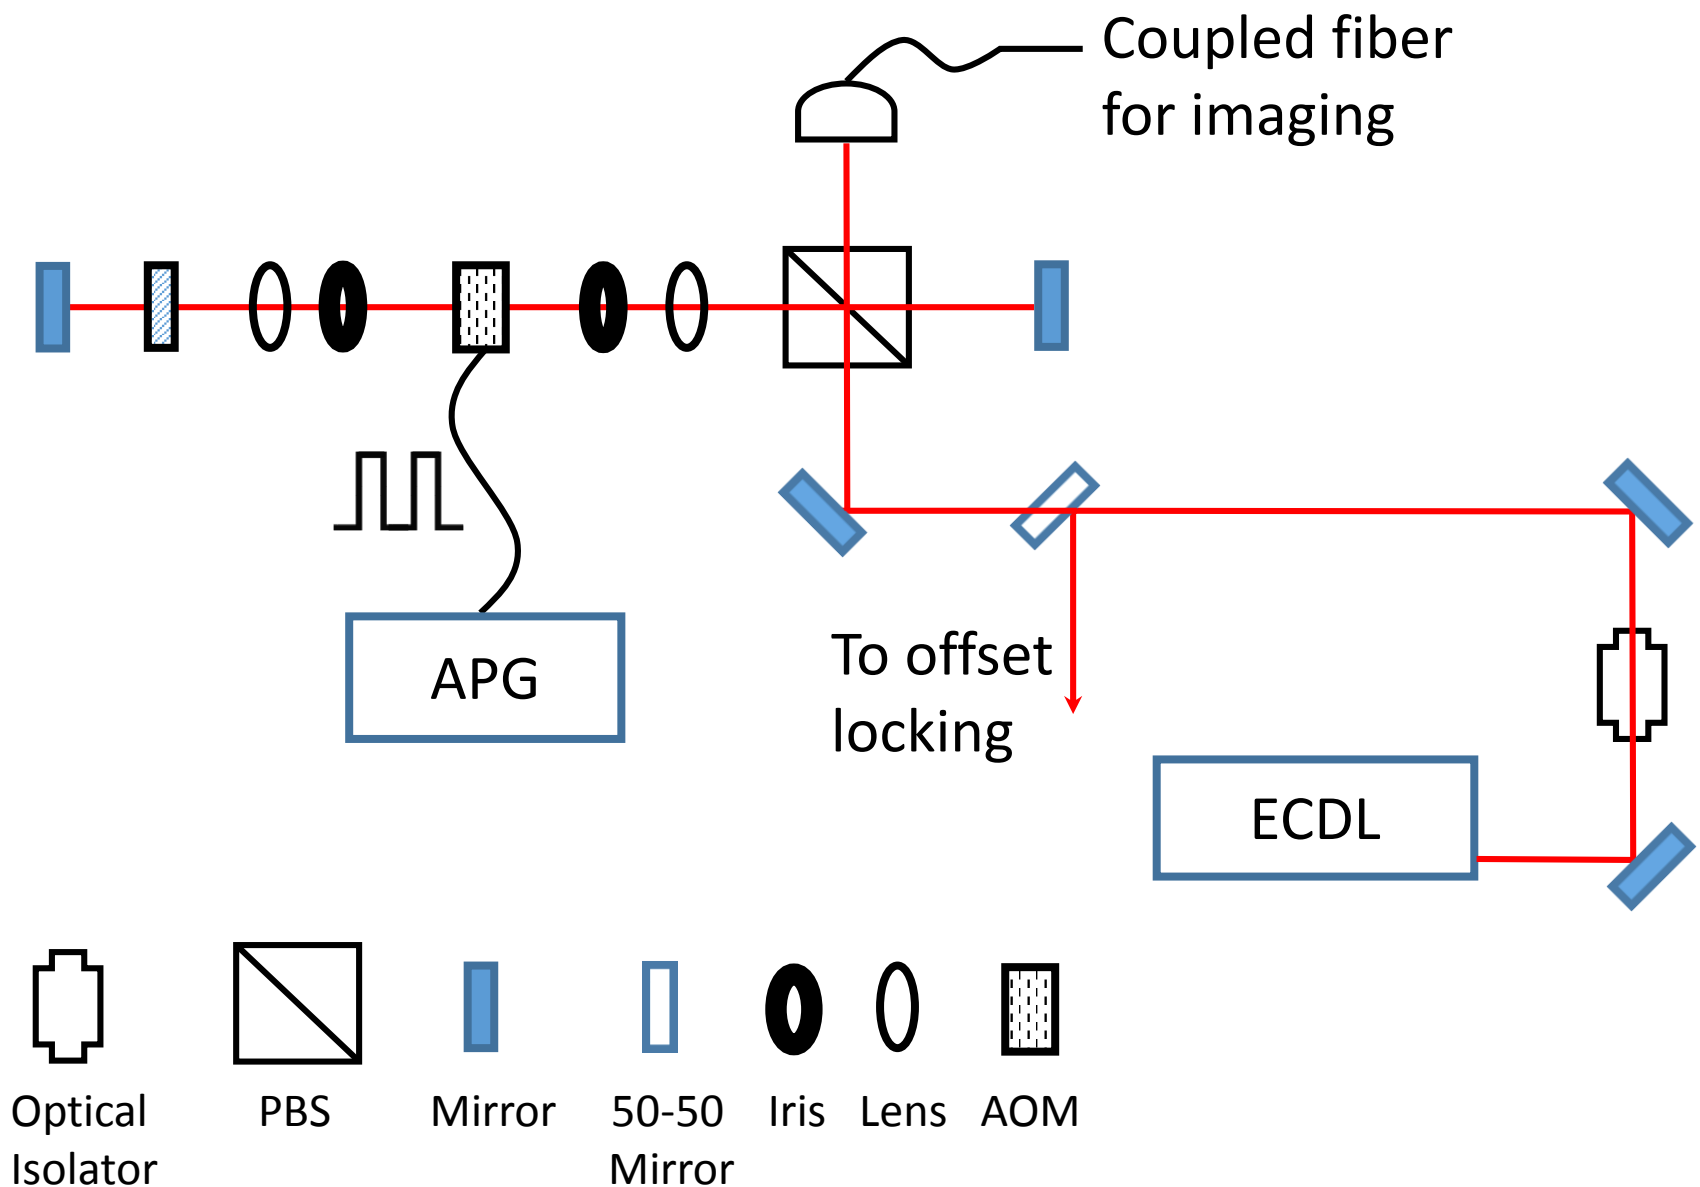 Coupled fiber
for imaging
APG
To offset
locking
ECDL
Optical
Isolator
PBS
Mirror
50-50
Mirror
Iris
Lens
AOM